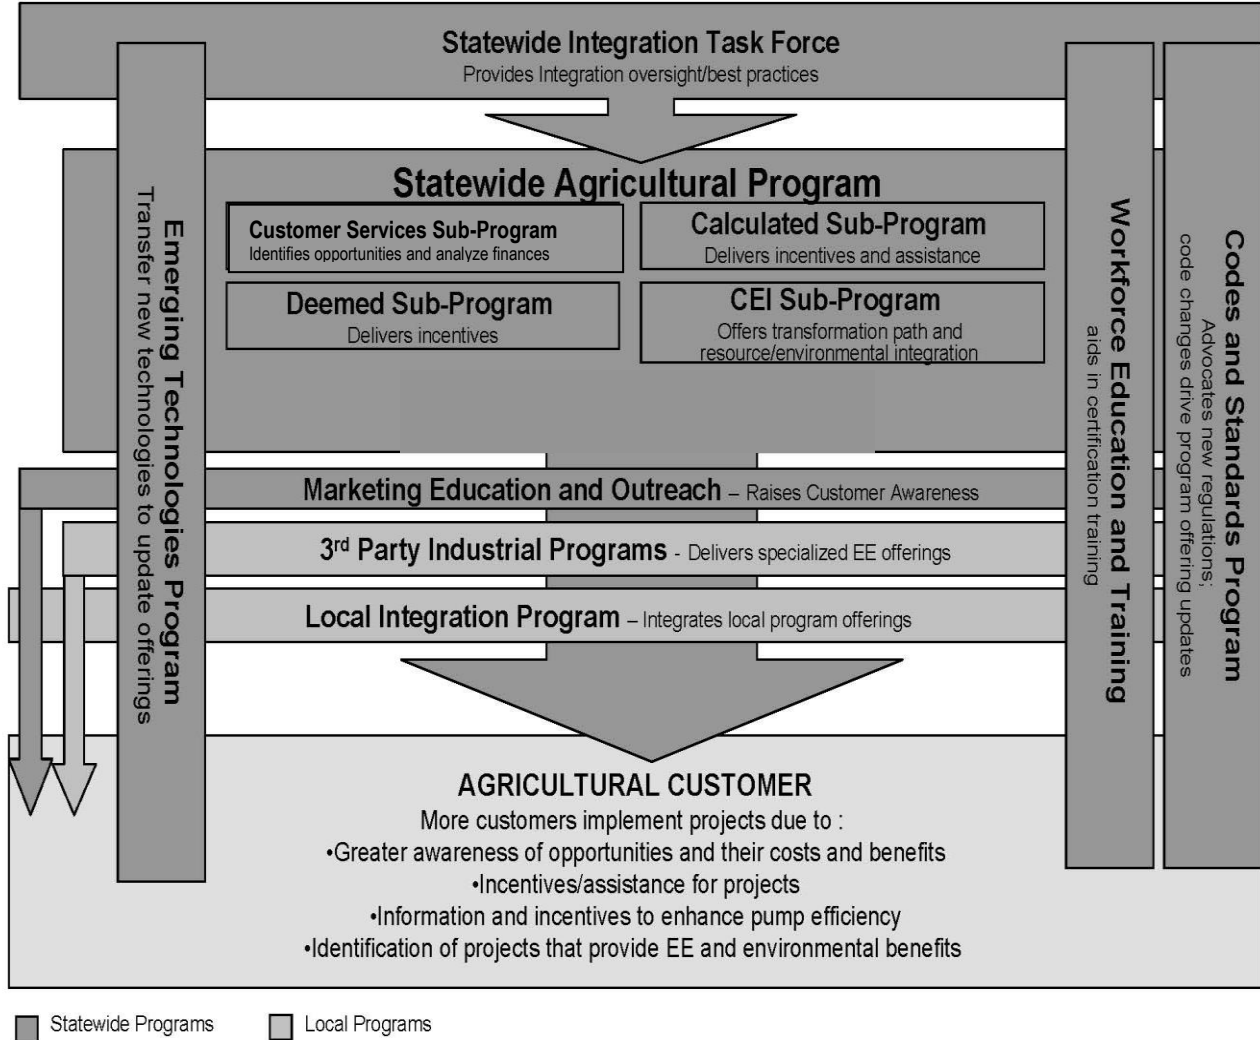 Statewide Integration Task Force
Provides Integration oversight/best practices
Statewide Agricultural Program
Customer Services Sub-Program
Identifies opportunities and analyze finances
Calculated Sub-Program
Delivers incentives and assistance
Deemed Sub-Program
Delivers incentives
CEI Sub-Program
Offers transformation path and
resource/environmental integration
Emerging Technologies Program
Transfer new technologies to update offerings
Workforce Education and Training
aids in certification training
Codes and Standards Program
Advocates new regulations;
code changes drive program offering updates
Marketing Education and Outreach – Raises Customer Awareness
3rd Party Industrial Programs - Delivers specialized EE offerings
Local Integration Program – Integrates local program offerings
AGRICULTURAL CUSTOMER
More customers implement projects due to :
•Greater awareness of opportunities and their costs and benefits
•Incentives/assistance for projects
•Information and incentives to enhance pump efficiency
•Identification of projects that provide EE and environmental benefits
Statewide Programs
Local Programs